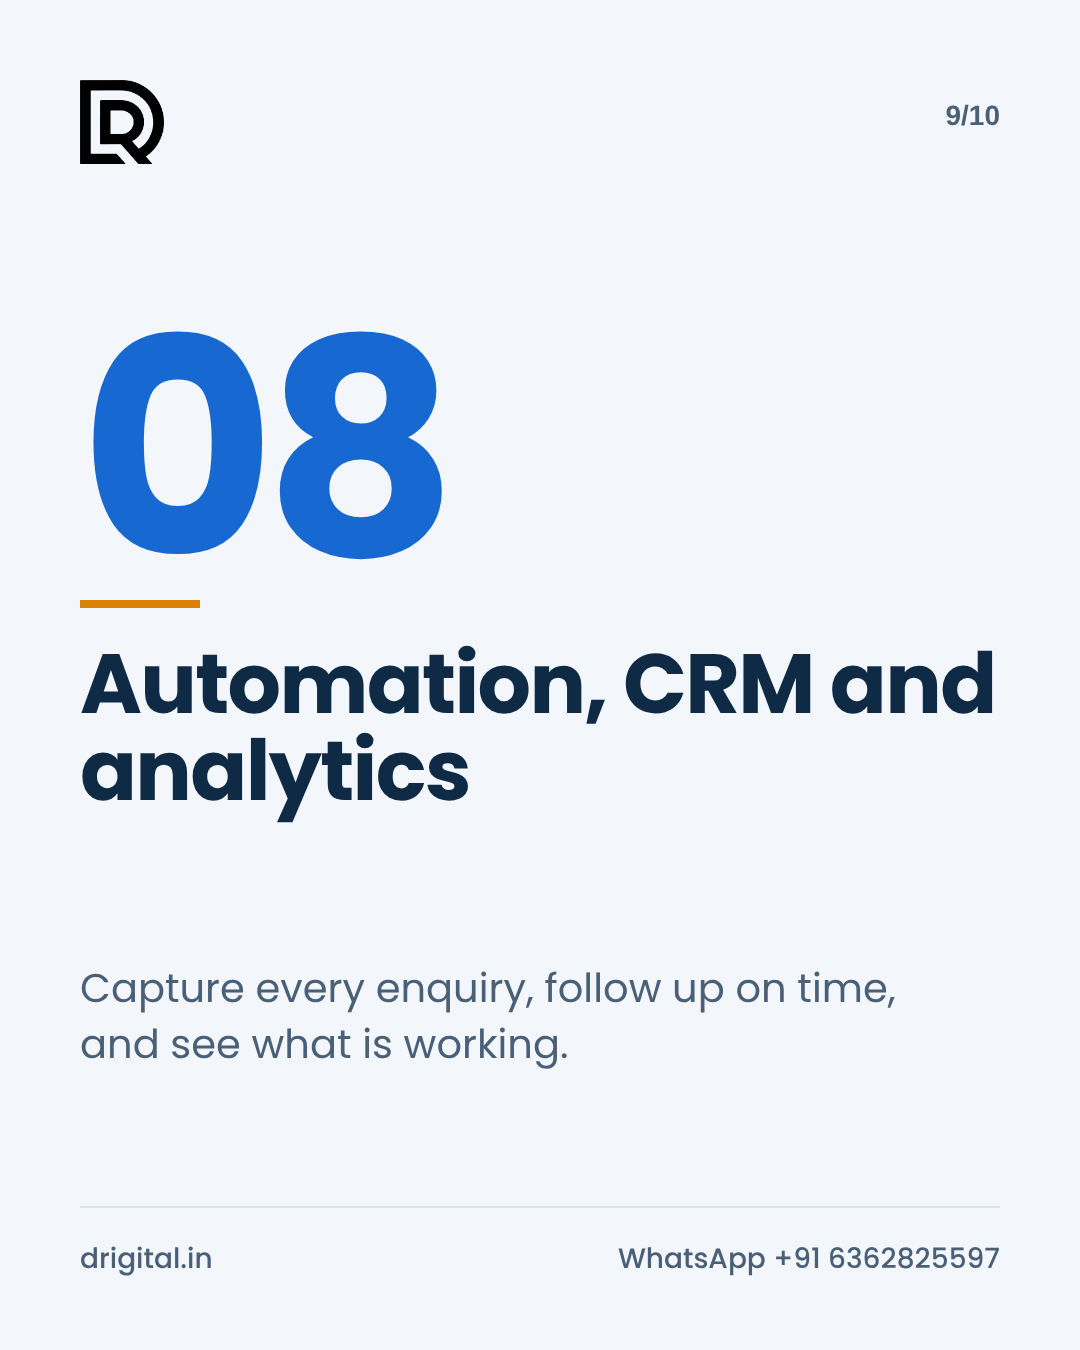 9/10
08
Automation, CRM and
analytics
Capture every enquiry, follow up on time,
and see what is working.
drigital.in
WhatsApp +91 6362825597